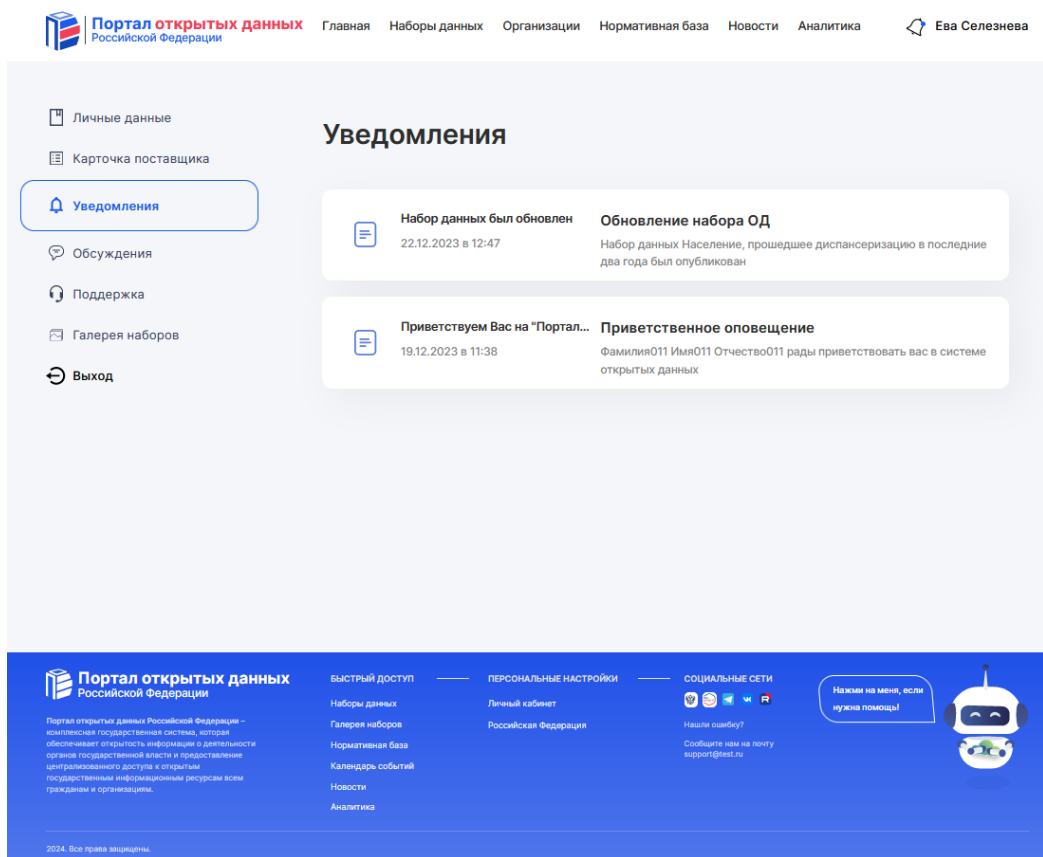 Портал открытых данных
Российской Федерации
Главная
Наборы данных
Организации
Нормативная база
Новости
Аналитика
Ева Селезнева
Личные данные
Карточка поставщика
Уведомления
Обсуждения
Поддержка
Галерея наборов
Выход
Уведомления
Набор данных был обновлен
22.12.2023 в 12:47
Обновление набора ОД
Набор данных Население, прошедшее диспансеризацию в последние
два года был опубликован
Приветствуем Вас на "Портал...
19.12.2023 в 11:38
Приветственное оповещение
Фамилия011 Имя011 Отчество011 рады приветствовать вас в системе
открытых данных
Портал открытых данных
Российской Федерации
Портал открытых данных Российской Федерации –
комплексная государственная система, которая
обеспечивает открытость информации о деятельности
органов государственной власти и предоставление
централизованного доступа к открытым
государственным информационным ресурсам всем
гражданам и организациям.
БЫСТРЫЙ ДОСТУП
Наборы данных
Галерея наборов
Нормативная база
Календарь событий
Новости
Аналитика
ПЕРСОНАЛЬНЫЕ НАСТРОЙКИ
Личный кабинет
Российская Федерация
СОЦИАЛЬНЫЕ СЕТИ
Нашли ошибку?
Сообщите нам на почту
support@test.ru
Нажми на меня, если
нужна помощь!
2024. Все права защищены.